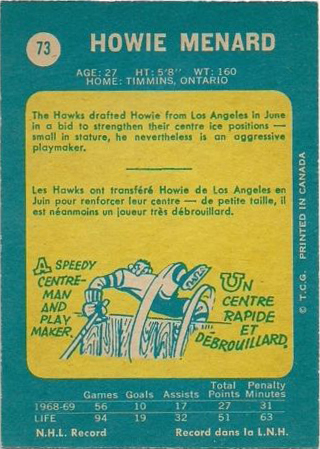 73 HOWIE MENARD
AGE: 27 HT: 5'8" WT: 160
HOME: TIMMINS, ONTARIO
The Hawks drafted Howie from Los Angeles in June
in a bid to strengthen their centre ice positions —
small in stature, he nevertheless is an aggressive
playmaker.
Les Hawks ont transféré Howie de Los Angeles en
Juin pour renforcer leur centre — de petite taille, il
est néanmoins un joueur très débrouillard.
A SPEEDY
CENTRE-
MAN
AND
PLAY
MAKER.
UN
CENTRE
RAPIDE
ET
DÉBROUILLARD.
© T.C.G. PRINTED IN CANADA
Total Penalty
Games Goals Assists Points Minutes
1968-69 56 10 17 27 31
LIFE 94 19 32 51 63
N.H.L. Record Record dans la L.N.H.